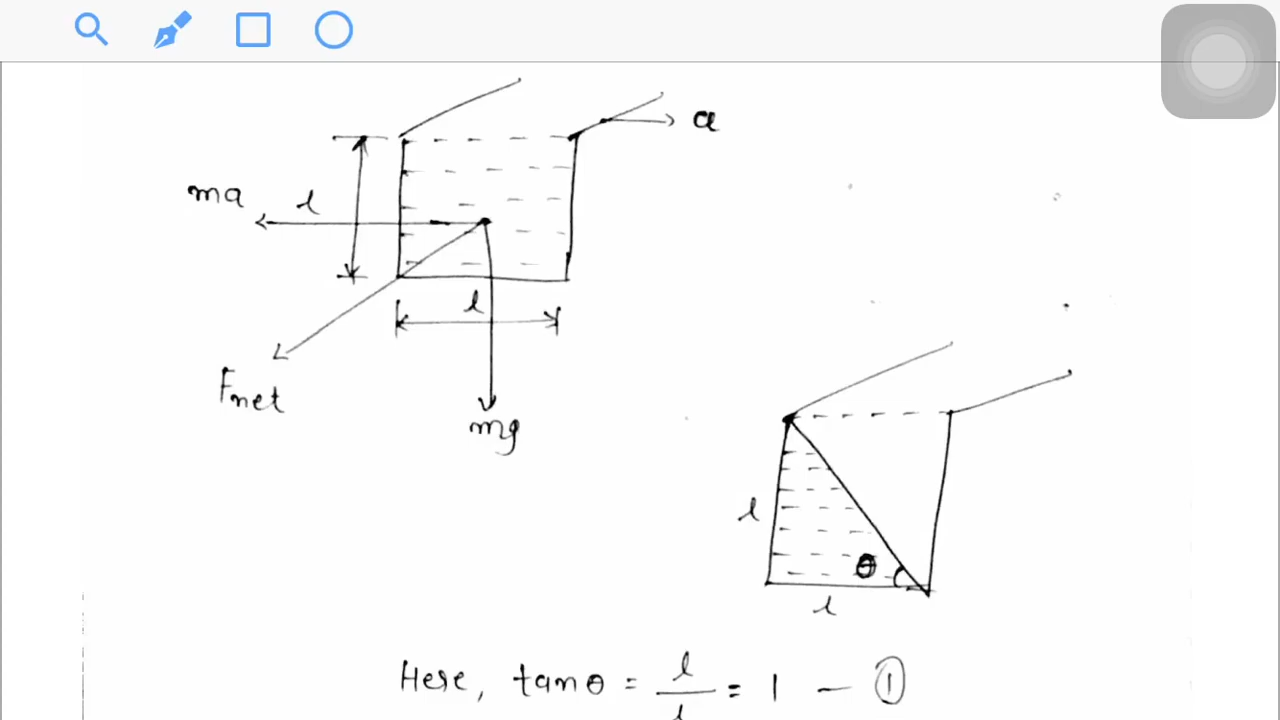 a
ma
l
l
Fnet
mg
l
θ
l
Here, tanθ = l/l = 1 — ①